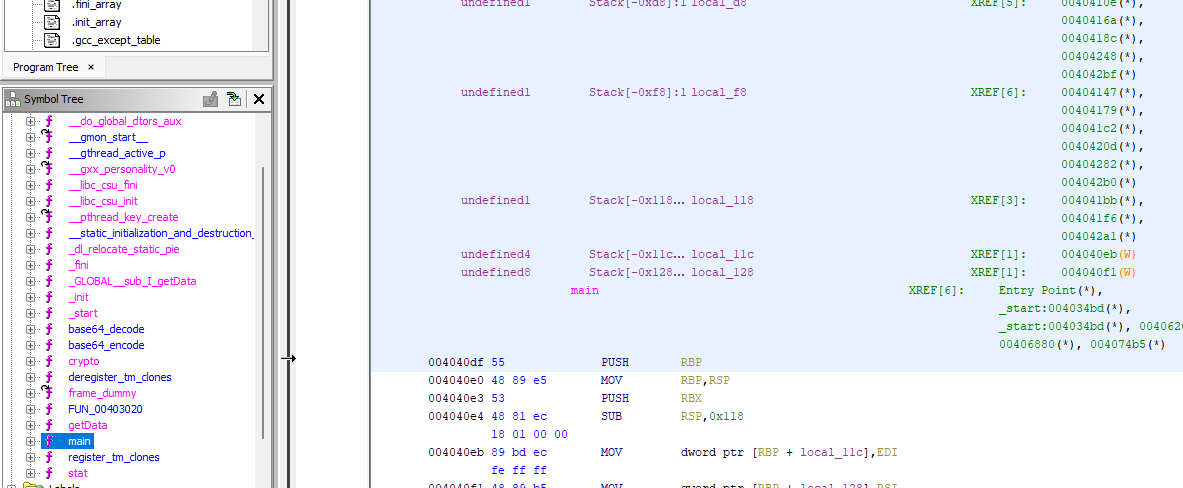 .fini_array
.init_array
.gcc_except_table
Program Tree ×
Symbol Tree
__do_global_dtors_aux
__gmon_start__
__gthread_active_p
__gxx_personality_v0
__libc_csu_fini
__libc_csu_init
__pthread_key_create
__static_initialization_and_destruction_
_dl_relocate_static_pie
_fini
_GLOBAL__sub_I_getData
_init
_start
base64_decode
base64_encode
crypto
deregister_tm_clones
frame_dummy
FUN_00403020
getData
main
register_tm_clones
stat
Labels
undefined1 Stack[-0xd8]:1 local_d8 XREF[5]: 0040410e(*),
0040416a(*),
0040418c(*),
00404248(*),
004042bf(*)
undefined1 Stack[-0xf8]:1 local_f8 XREF[6]: 00404147(*),
00404179(*),
004041c2(*),
0040420d(*),
00404282(*),
004042b0(*)
undefined1 Stack[-0x118... local_118 XREF[3]: 004041bb(*),
004041f6(*),
004042a1(*)
undefined4 Stack[-0x11c... local_11c XREF[1]: 004040eb(W)
undefined8 Stack[-0x128... local_128 XREF[1]: 004040f1(W)
main XREF[6]: Entry Point(*),
_start:004034bd(*),
_start:004034bd(*), 0040620
00406880(*), 004074b5(*)
004040df 55 PUSH RBP
004040e0 48 89 e5 MOV RBP,RSP
004040e3 53 PUSH RBX
004040e4 48 81 ec SUB RSP,0x118
18 01 00 00
004040eb 89 bd ec MOV dword ptr [RBP + local_11c],EDI
fe ff ff
004040f1 48 89 b5 MOV qword ptr [RBP + local_128],RSI